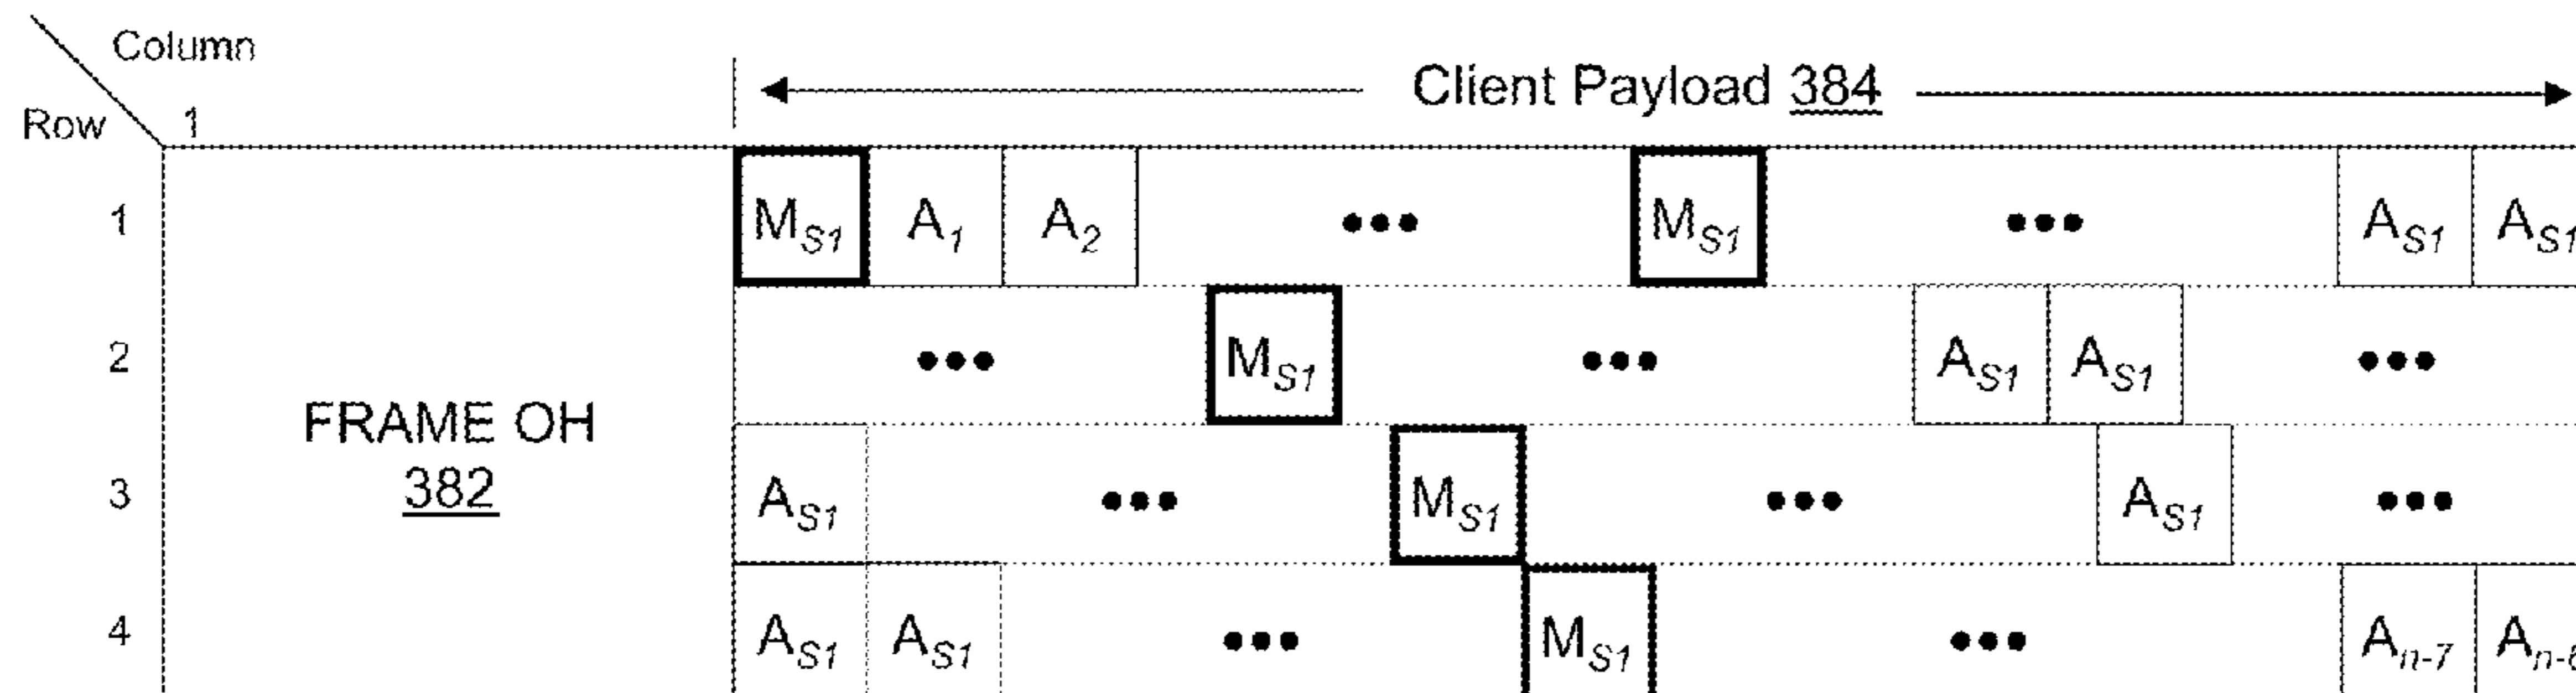 Column
Client Payload 384
Row 1
1 M_S1 A_1 A_2 ••• M_S1 ••• A_S1 A_S1
2 ••• M_S1 ••• A_S1 A_S1 •••
FRAME OH
382
3 A_S1 ••• M_S1 ••• A_S1 •••
4 A_S1 A_S1 ••• M_S1 ••• A_n-7